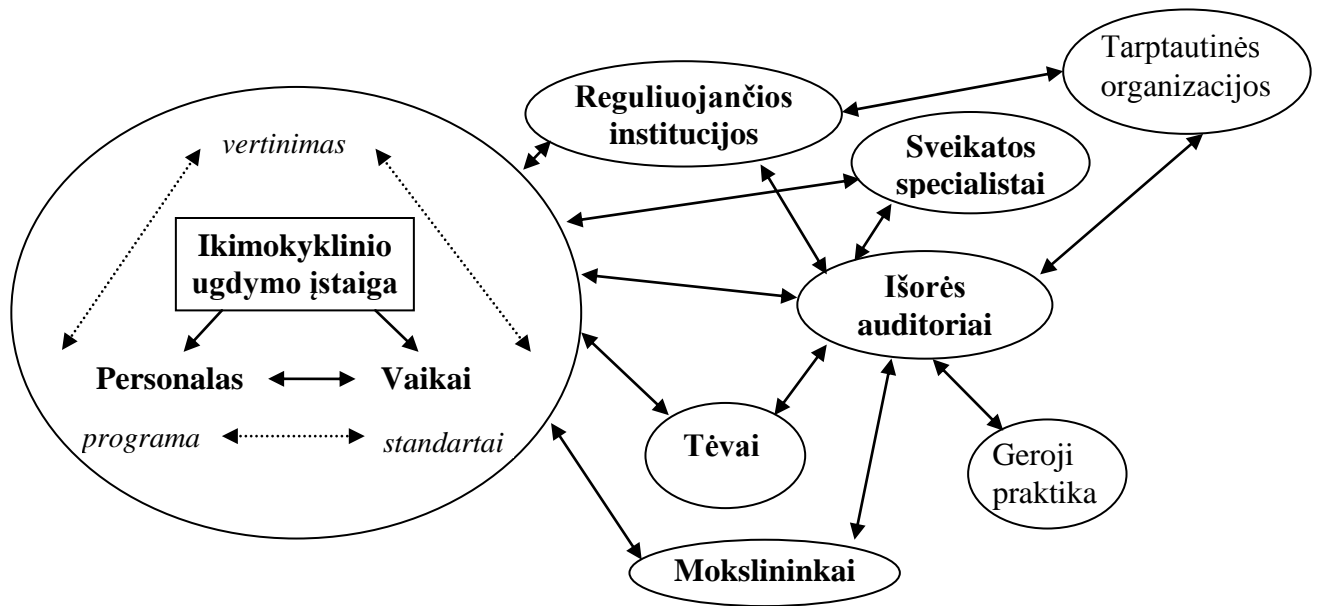 vertinimas
Ikimokyklinio
ugdymo įstaiga
Personalas
Vaikai
programa
standartai
Reguliuojančios
institucijos
Tarptautinės
organizacijos
Sveikatos
specialistai
Išorės
auditoriai
Tėvai
Geroji
praktika
Mokslininkai